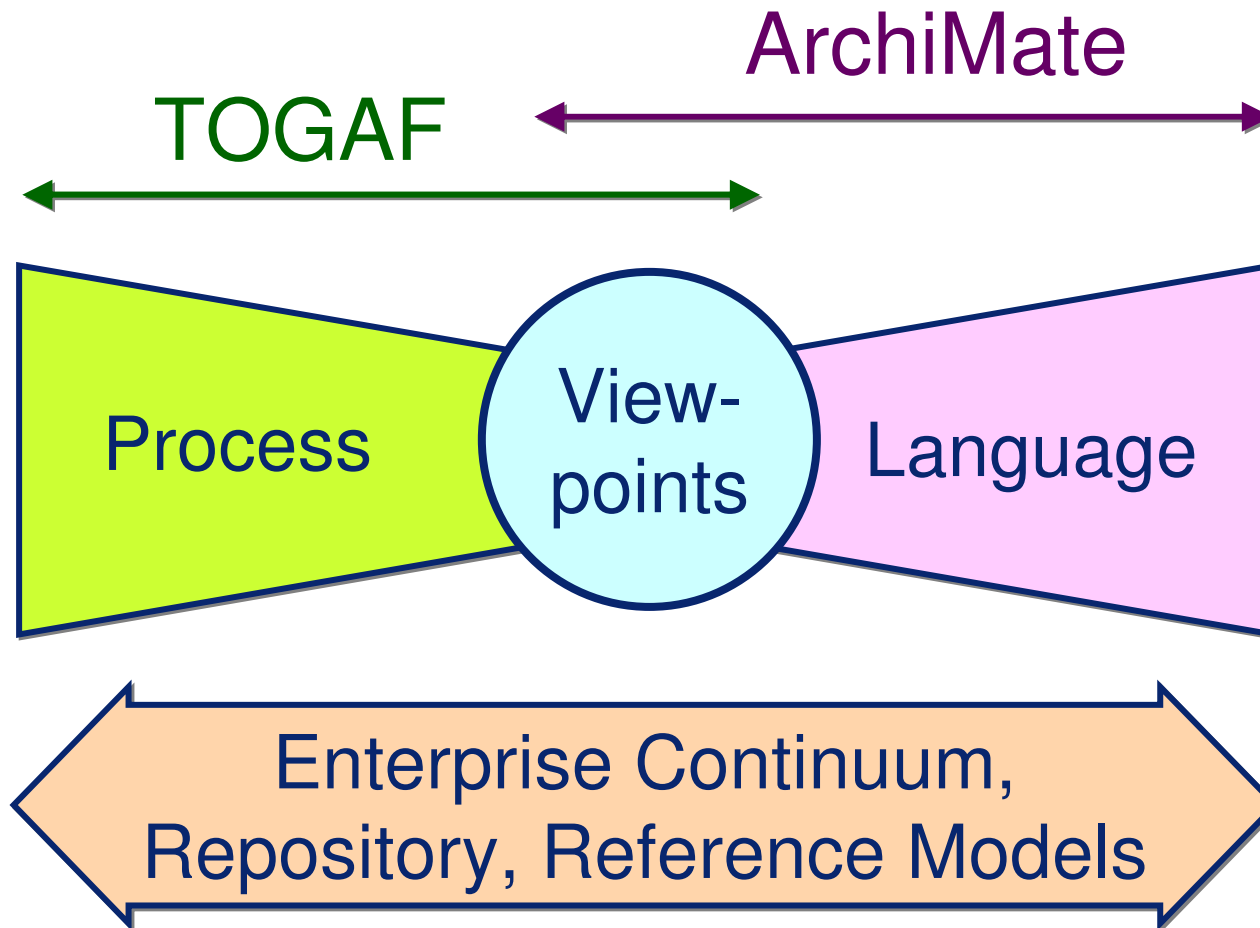 ArchiMate
TOGAF
Process
View-
points
Language
Enterprise Continuum,
Repository, Reference Models